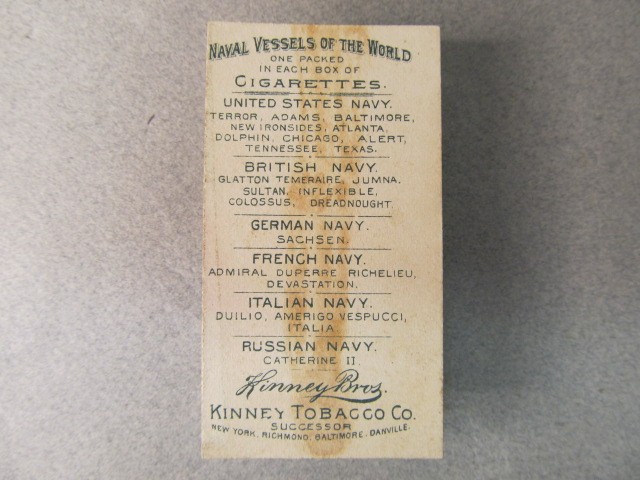 NAVAL VESSELS OF THE WORLD
ONE PACKED
IN EACH BOX OF
CIGARETTES.
UNITED STATES NAVY.
TERROR, ADAMS, BALTIMORE,
NEW IRONSIDES, ATLANTA.
DOLPHIN. CHICAGO, ALERT,
TENNESSEE, TEXAS.
BRITISH NAVY.
GLATTON TEMERAIRE, JUMNA.
SULTAN, INFLEXIBLE,
COLOSSUS, DREADNOUGHT.
GERMAN NAVY.
SACHSEN.
FRENCH NAVY.
ADMIRAL DUPERRE RICHELIEU,
DEVASTATION.
ITALIAN NAVY.
DUILIO, AMERIGO VESPUCCI,
ITALIA
RUSSIAN NAVY.
CATHERINE II.
Kinney Bros.
KINNEY TOBACCO CO.
SUCCESSOR
NEW YORK, RICHMOND, BALTIMORE, DANVILLE.